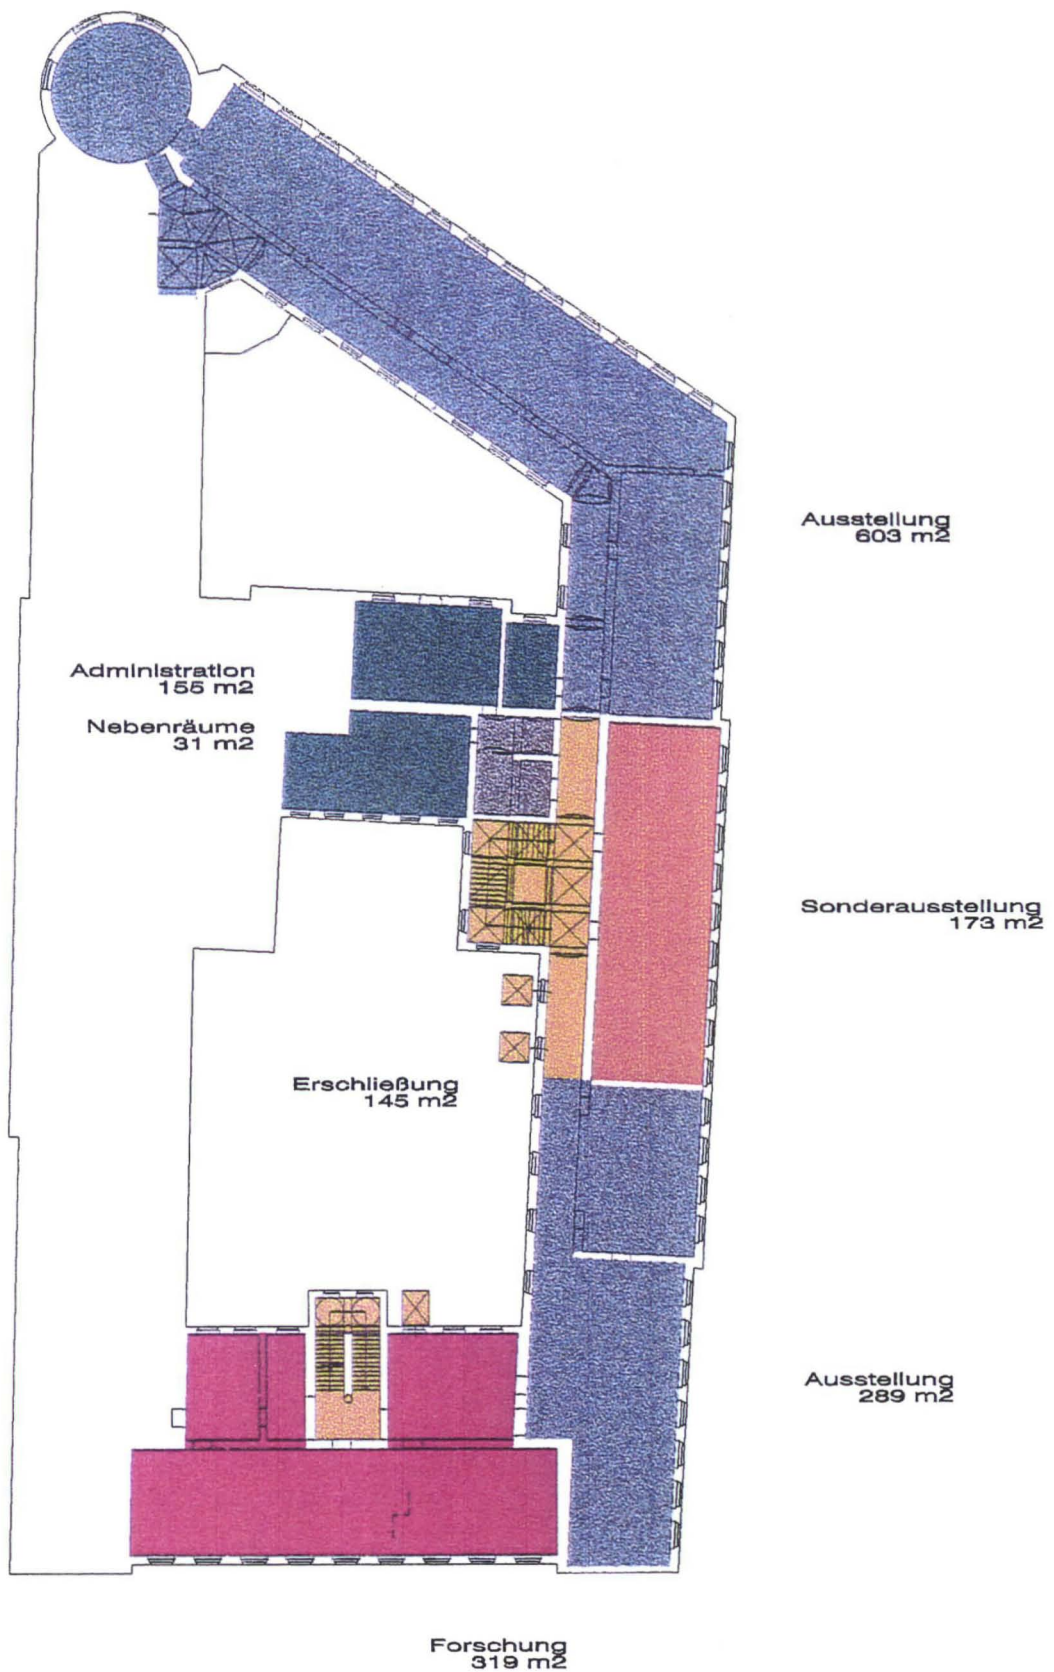 Ausstellung
603 m2
Administration
155 m2
Nebenräume
31 m2
Sonderausstellung
173 m2
Erschließung
145 m2
Ausstellung
289 m2
Forschung
319 m2